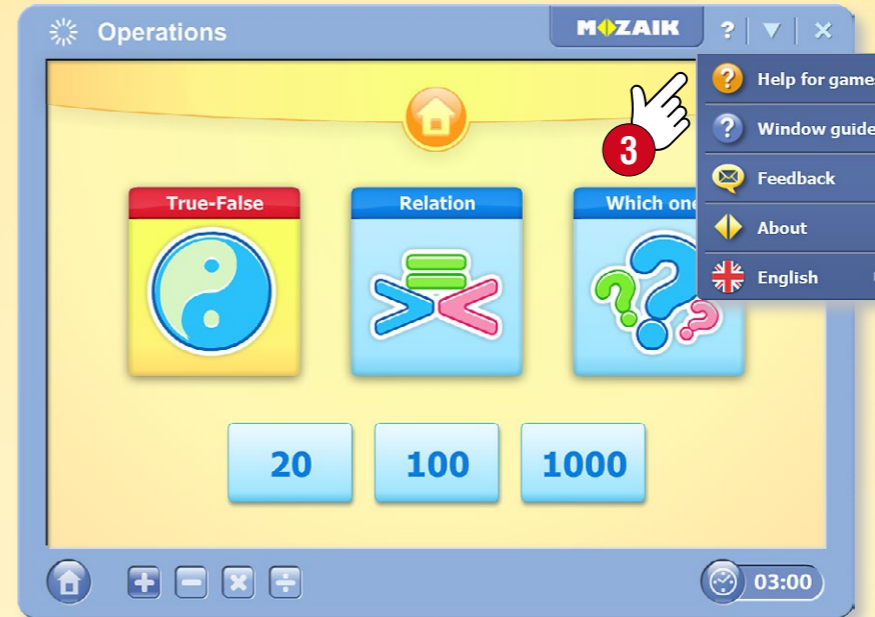 Operations
MOZAIK
?
? Help for games
? Window guide
Feedback
About
English
3
True-False
Relation
Which one
20
100
1000
+ − × ÷
03:00